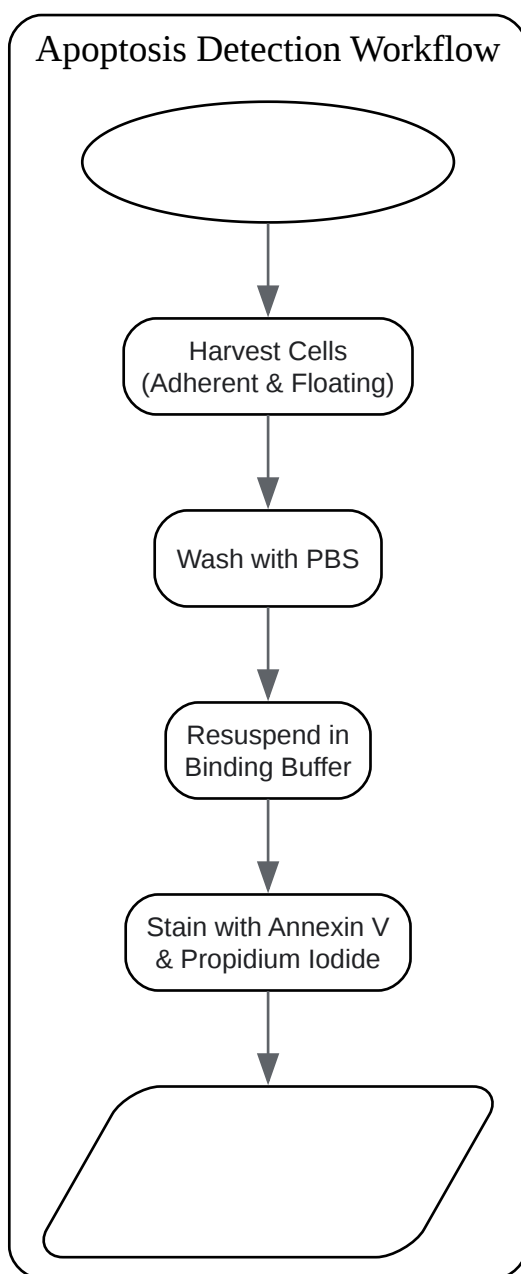 Apoptosis Detection Workflow
Harvest Cells
(Adherent & Floating)
Wash with PBS
Resuspend in
Binding Buffer
Stain with Annexin V
& Propidium Iodide